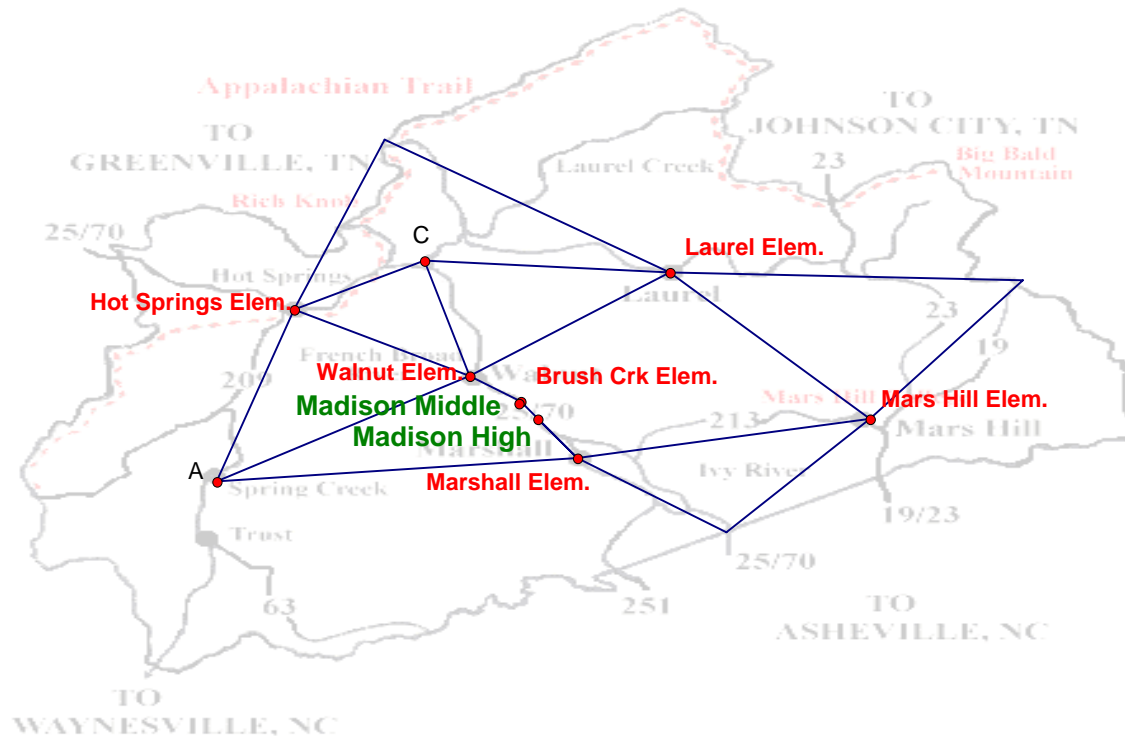 Appalachian Trail
TO
GREENVILLE, TN
TO
JOHNSON CITY, TN
23
Big Bald
Mountain
Laurel Creek
Rich Knob
25/70
C
Laurel Elem.
Hot Springs
Laurel
Hot Springs Elem.
23
19
French Broad
Walnut Elem.
Brush Crk Elem.
209
Madison Middle
25/70
Mars Hill
Mars Hill Elem.
213
Mars Hill
Madison High
Marshall
A
Spring Creek
Marshall Elem.
Ivy River
19/23
Trust
25/70
63
251
TO
ASHEVILLE, NC
TO
WAYNESVILLE, NC